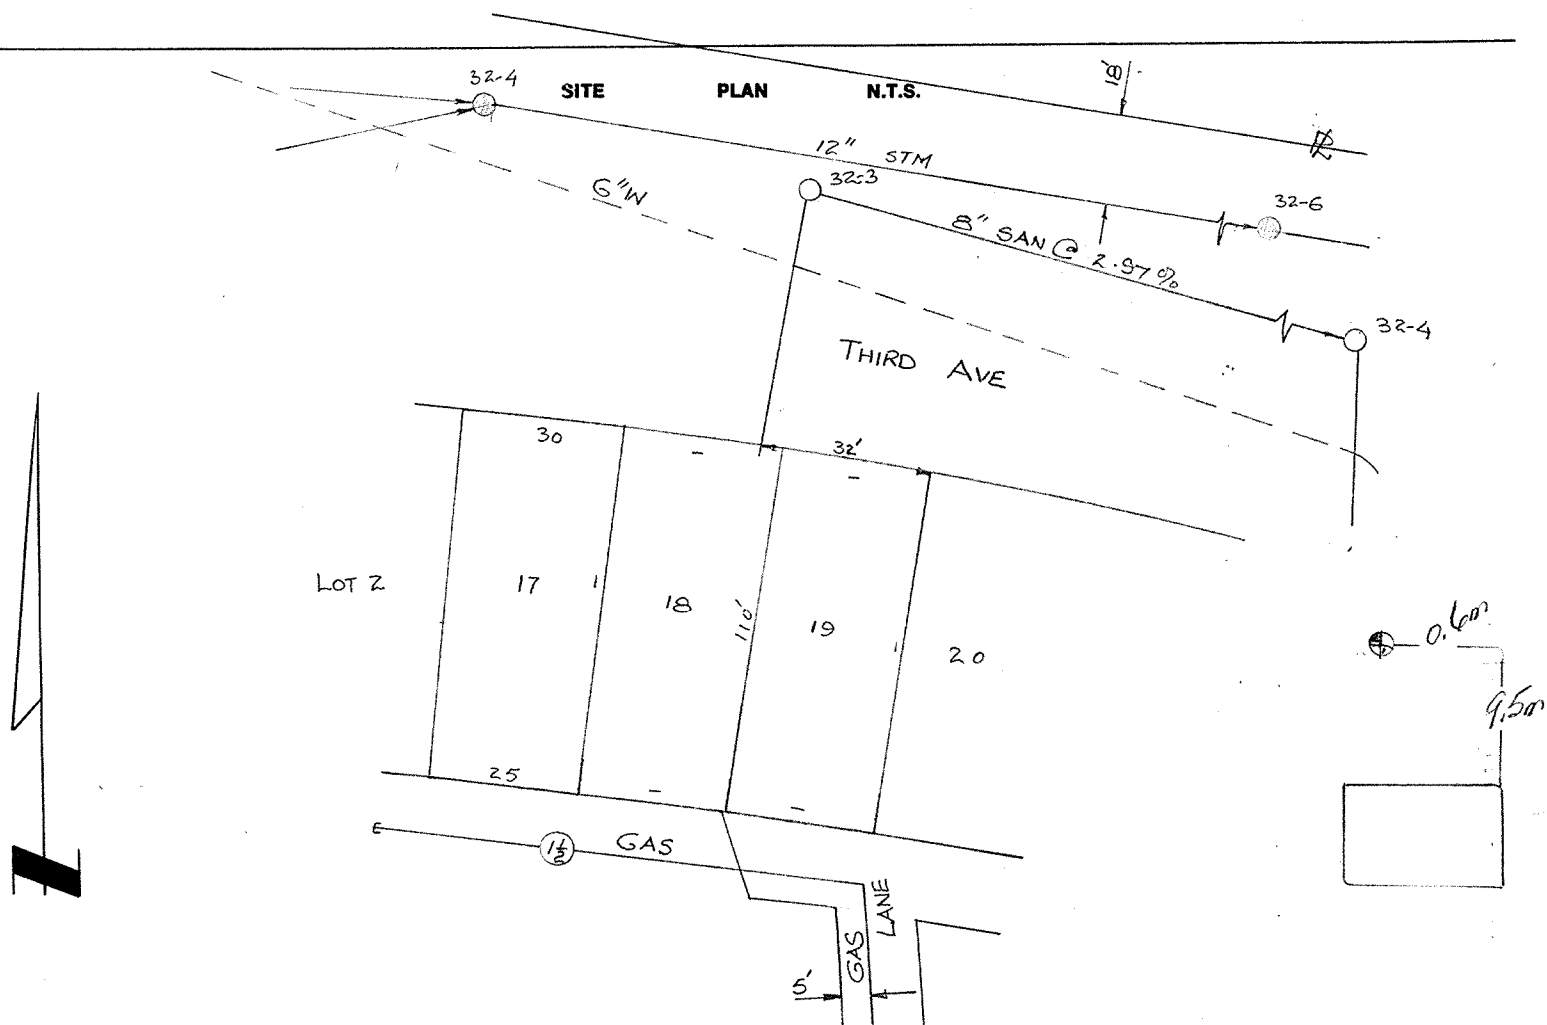 32-4
SITE PLAN N.T.S.
18'
12" STM
6"W
32-3
32-6
8" SAN @ 2.97%
32-4
THIRD AVE
30
32'
LOT 2
17
18
110'
19
20
0.6m
9.5m
25
1½
GAS
LANE
GAS
5'